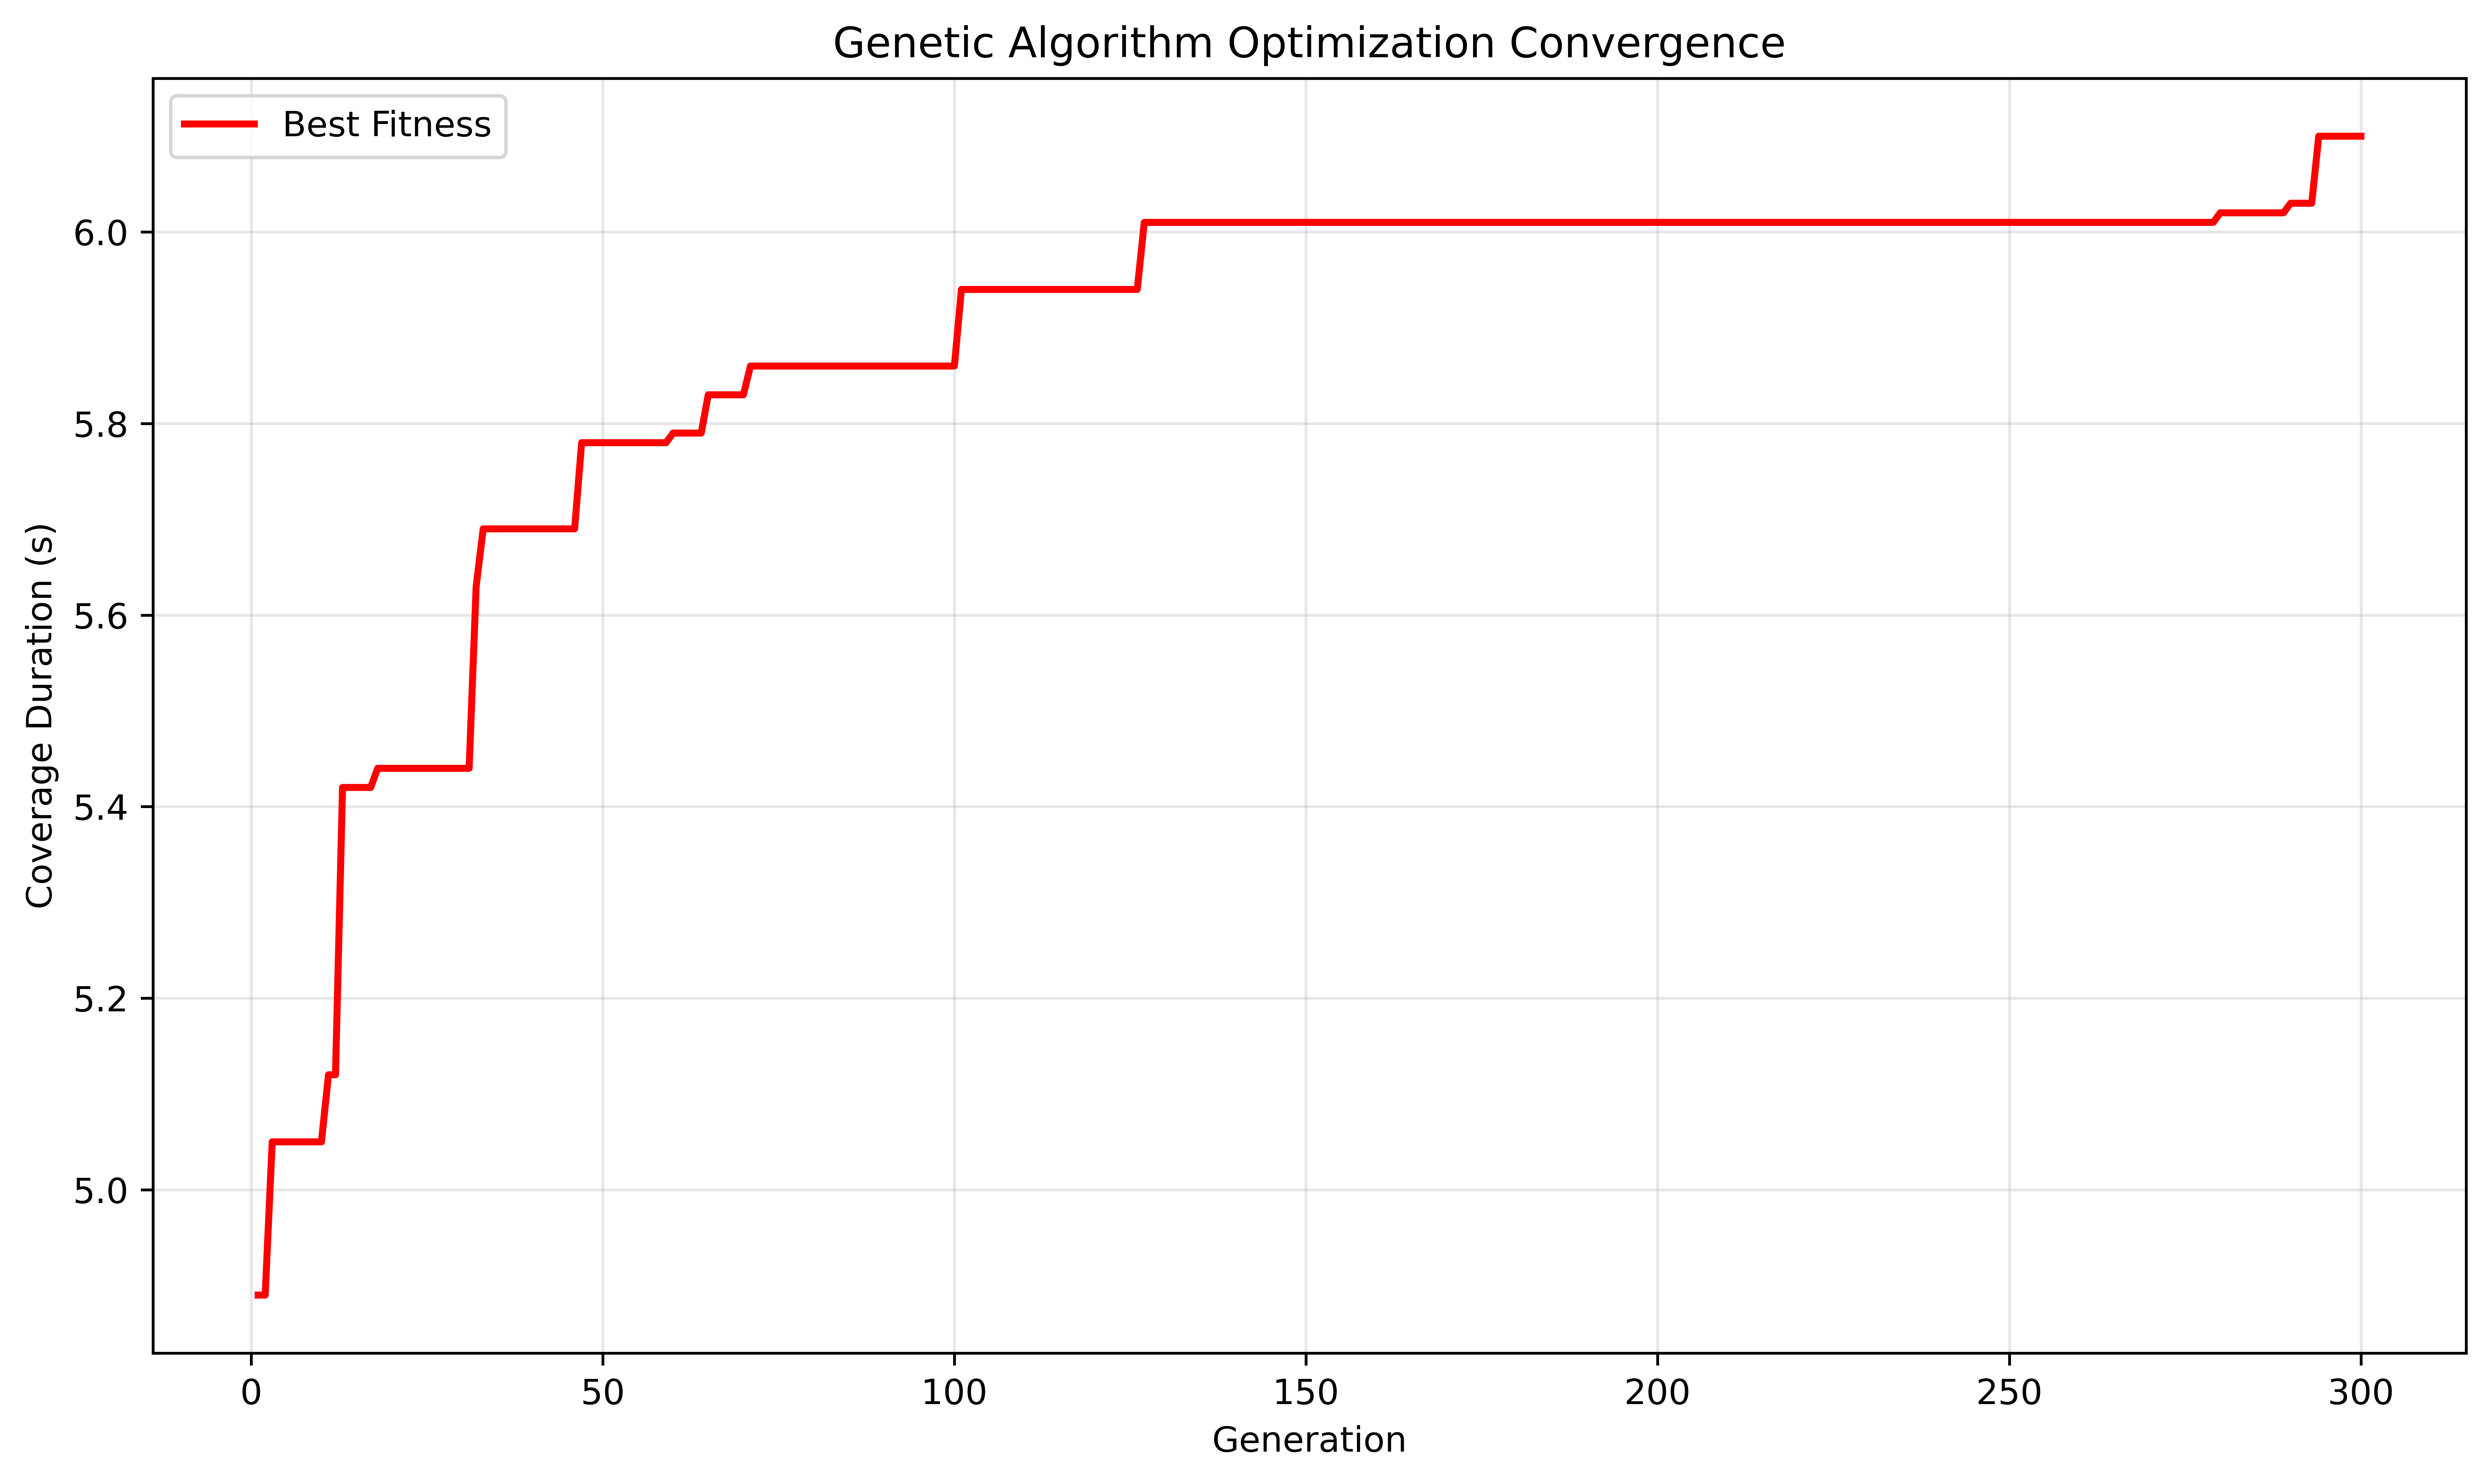 Genetic Algorithm Optimization Convergence
Best Fitness
Coverage Duration (s)
6.0
5.8
5.6
5.4
5.2
5.0
0 50 100 150 200 250 300
Generation